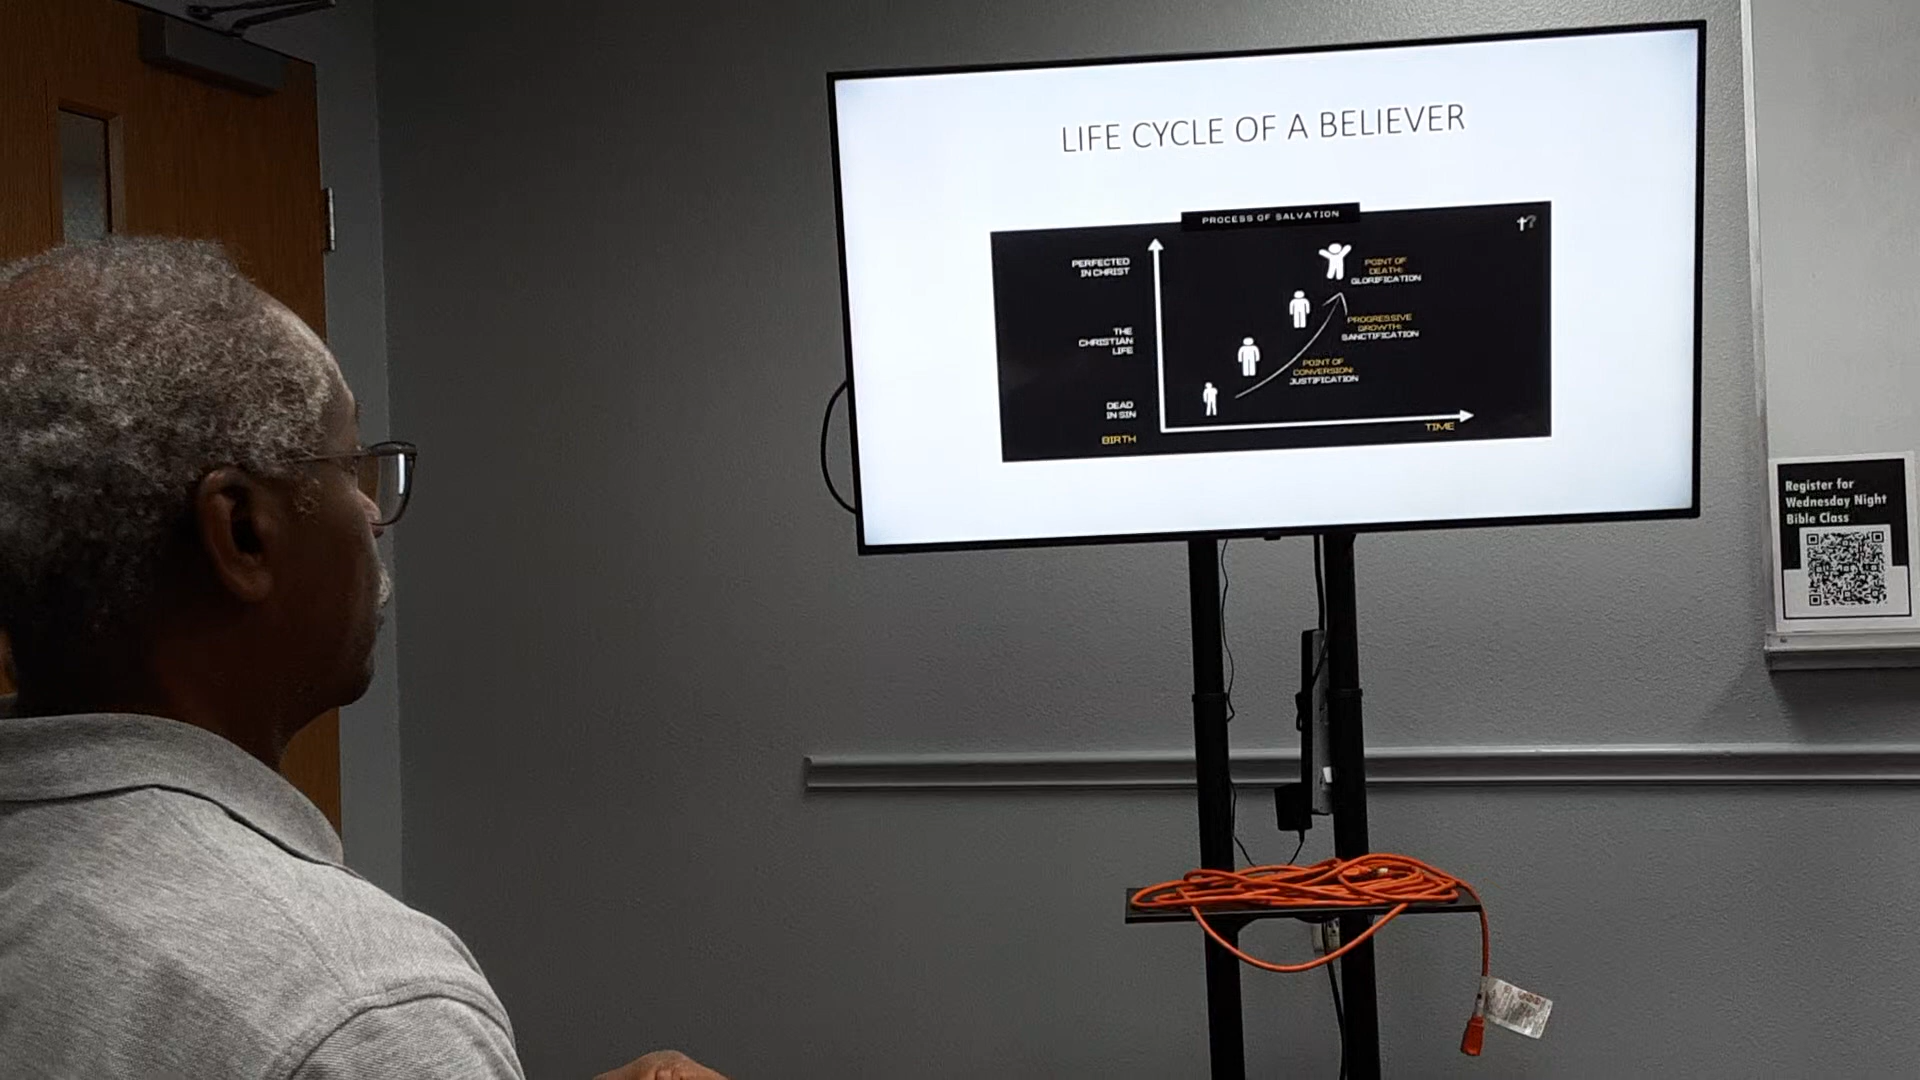 LIFE CYCLE OF A BELIEVER
PROCESS OF SALVATION
PERFECTED
IN CHRIST
THE
CHRISTIAN
LIFE
DEAD
IN SIN
BIRTH
POINT OF
DEATH:
GLORIFICATION
PROGRESSIVE
GROWTH:
SANCTIFICATION
POINT OF
CONVERSION:
JUSTIFICATION
TIME
Register for
Wednesday Night
Bible Class